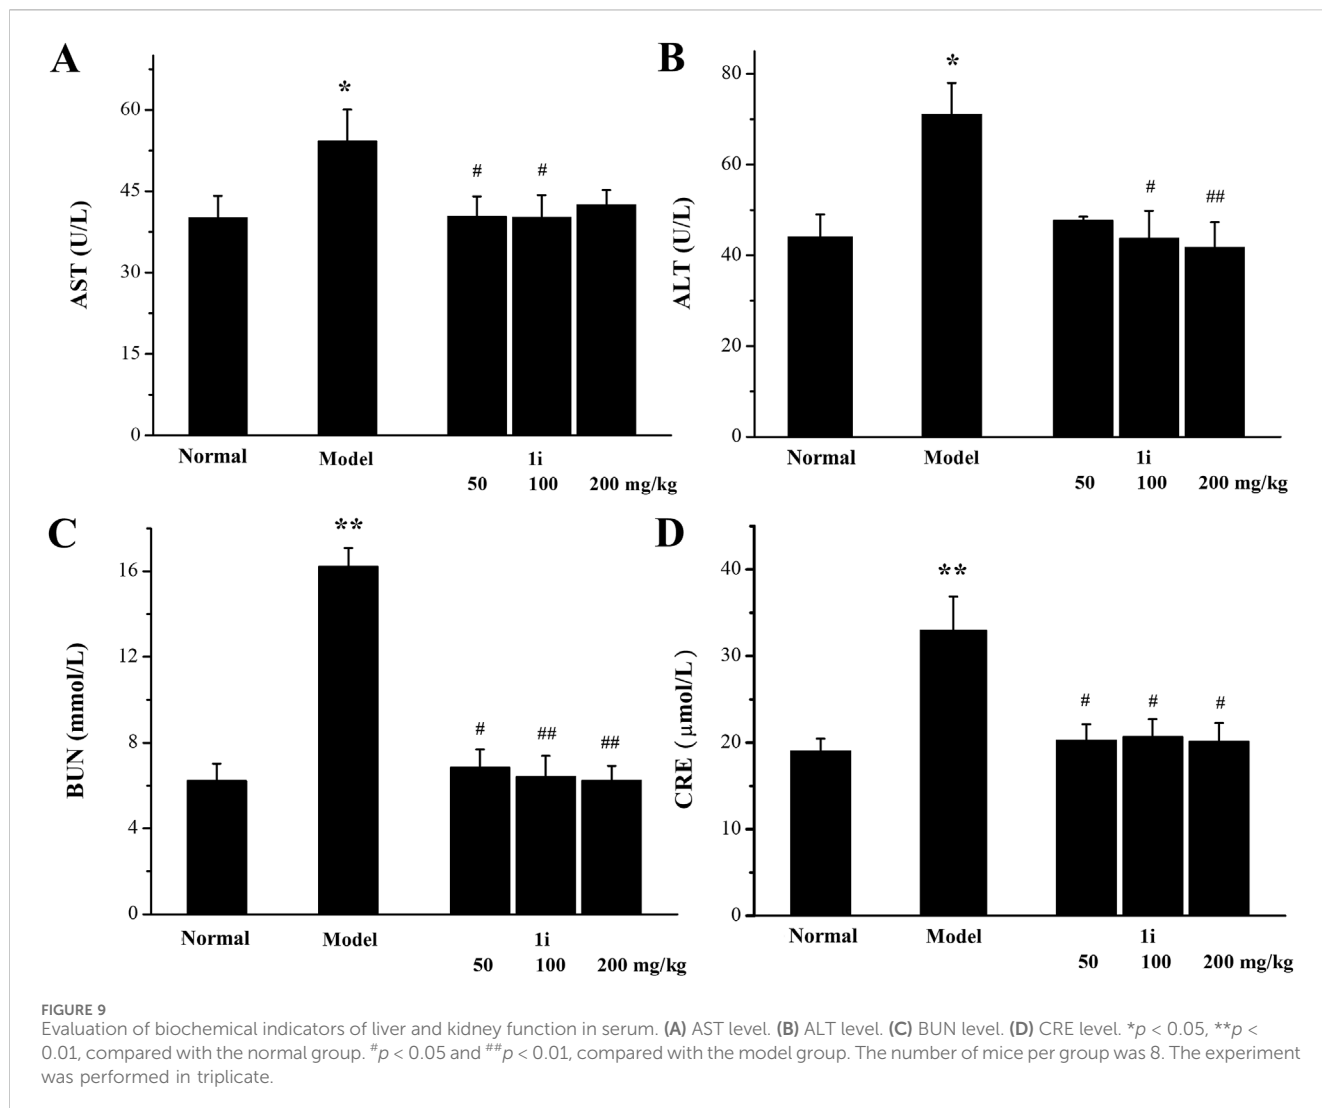 A
AST (U/L)
60
45
30
15
0
*
#
#
Normal
Model
1i
50
100
200 mg/kg
B
ALT (U/L)
80
60
40
20
0
*
#
##
Normal
Model
1i
50
100
200 mg/kg
C
BUN (mmol/L)
16
12
8
4
0
**
#
##
##
Normal
Model
1i
50
100
200 mg/kg
D
CRE (μmol/L)
40
30
20
10
0
**
#
#
#
Normal
Model
1i
50
100
200 mg/kg
FIGURE 9
Evaluation of biochemical indicators of liver and kidney function in serum. (A) AST level. (B) ALT level. (C) BUN level. (D) CRE level. *p < 0.05, **p <
0.01, compared with the normal group. #p < 0.05 and ##p < 0.01, compared with the model group. The number of mice per group was 8. The experiment
was performed in triplicate.